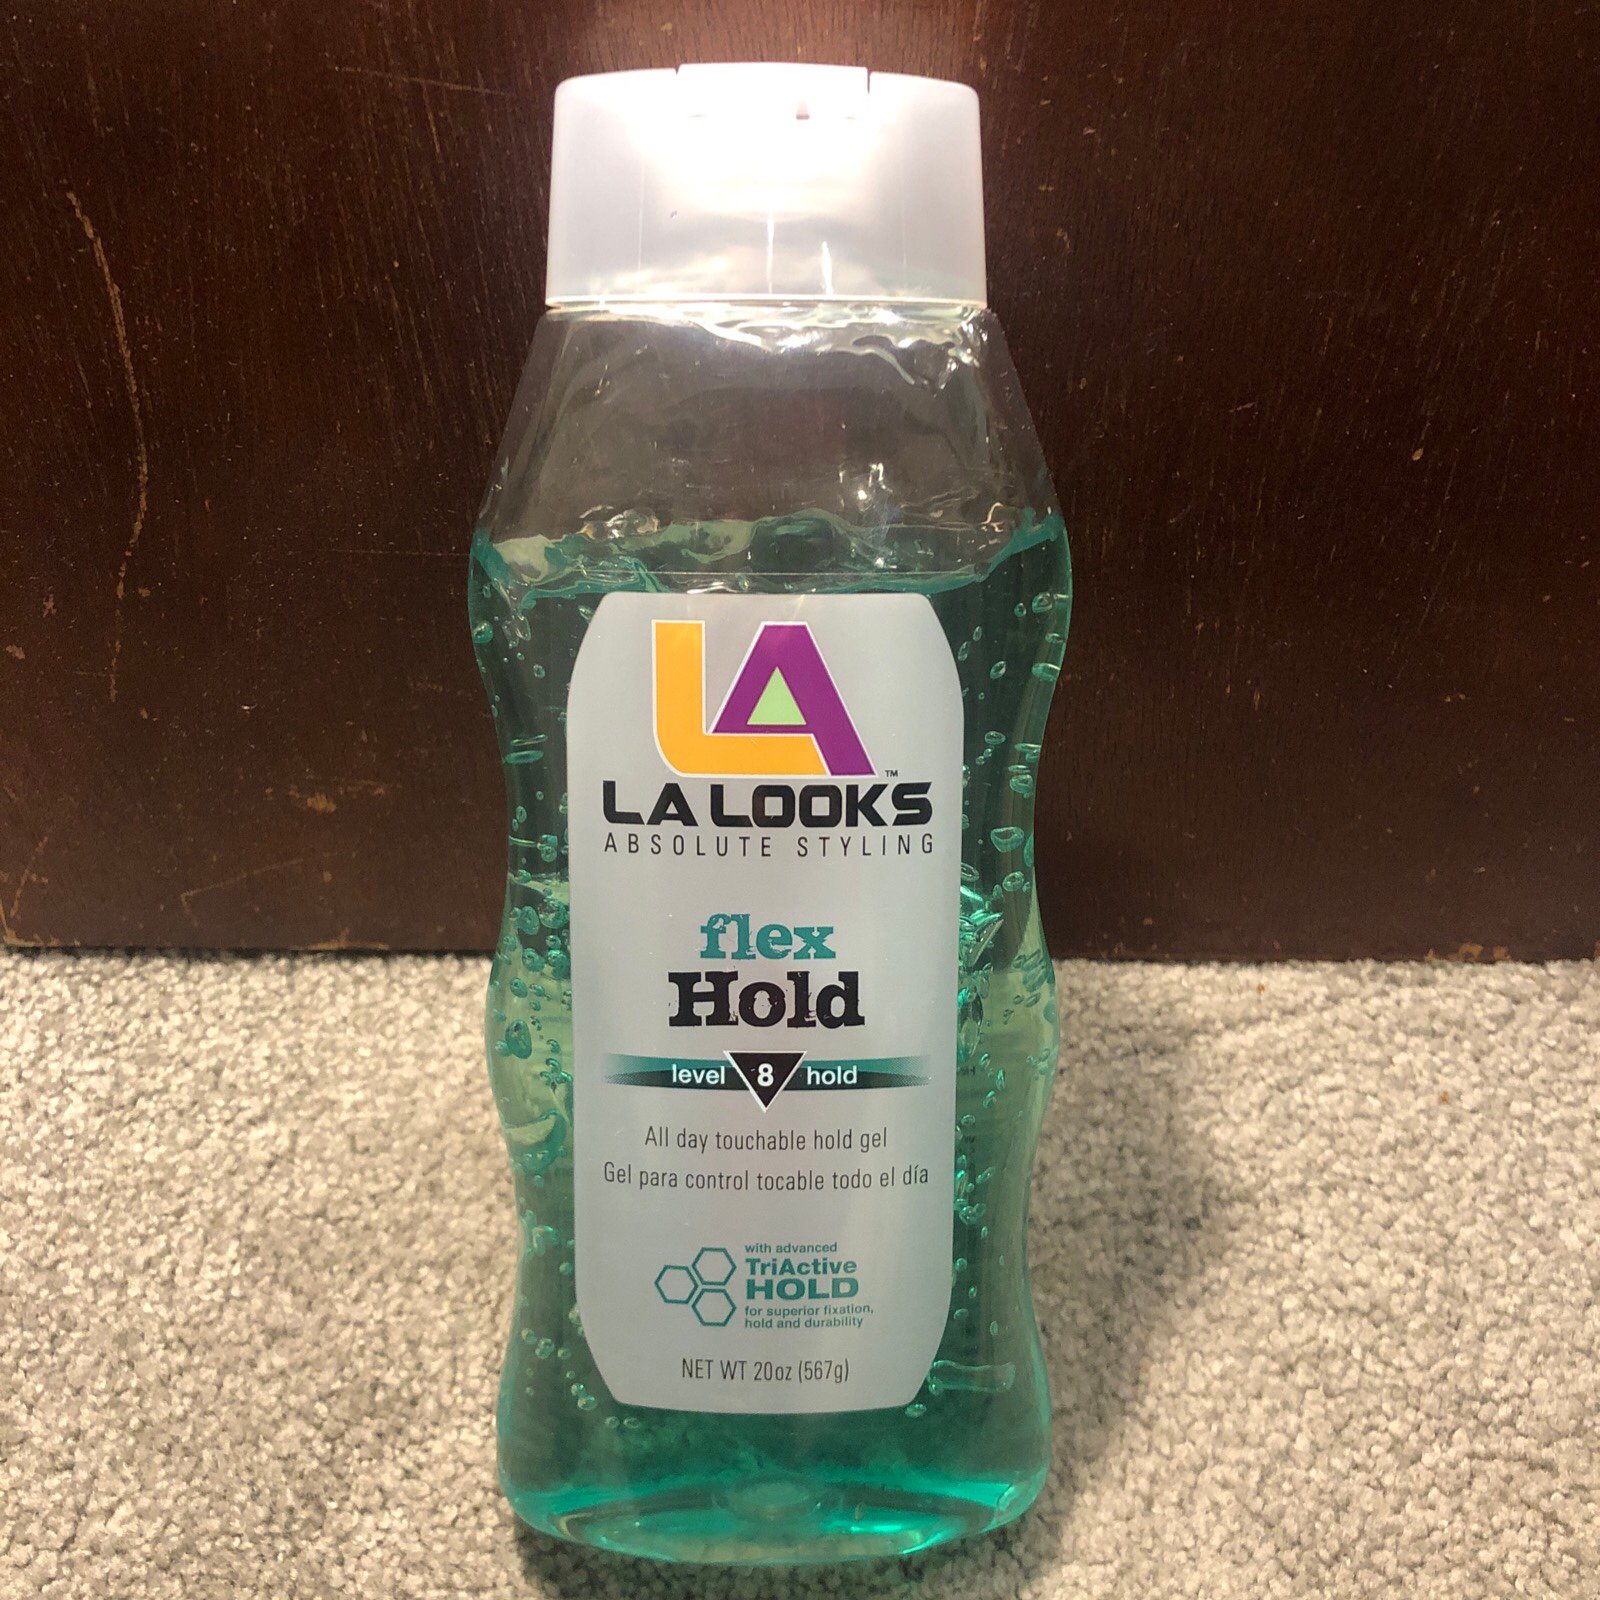 LA™
LA LOOKS
ABSOLUTE STYLING
flex
Hold
level 8 hold
All day touchable hold gel
Gel para control tocable todo el día
with advanced
TriActive
HOLD
for superior fixation,
hold and durability
NET WT 20oz (567g)